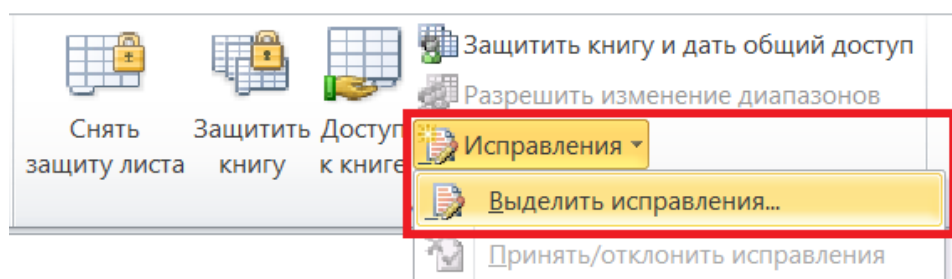 Снять
защиту листа
Защитить
книгу
Доступ
к книге
Защитить книгу и дать общий доступ
Разрешить изменение диапазонов
Исправления
Выделить исправления...
Принять/отклонить исправления